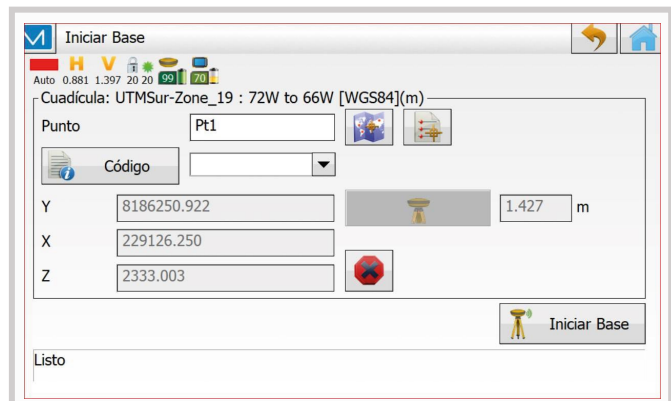 Iniciar Base
H V
Auto 0.881 1.397 20 20 99 70
Cuadícula: UTMSur-Zone_19 : 72W to 66W [WGS84](m)
Punto Pt1
Código
Y 8186250.922 1.427 m
X 229126.250
Z 2333.003
Iniciar Base
Listo